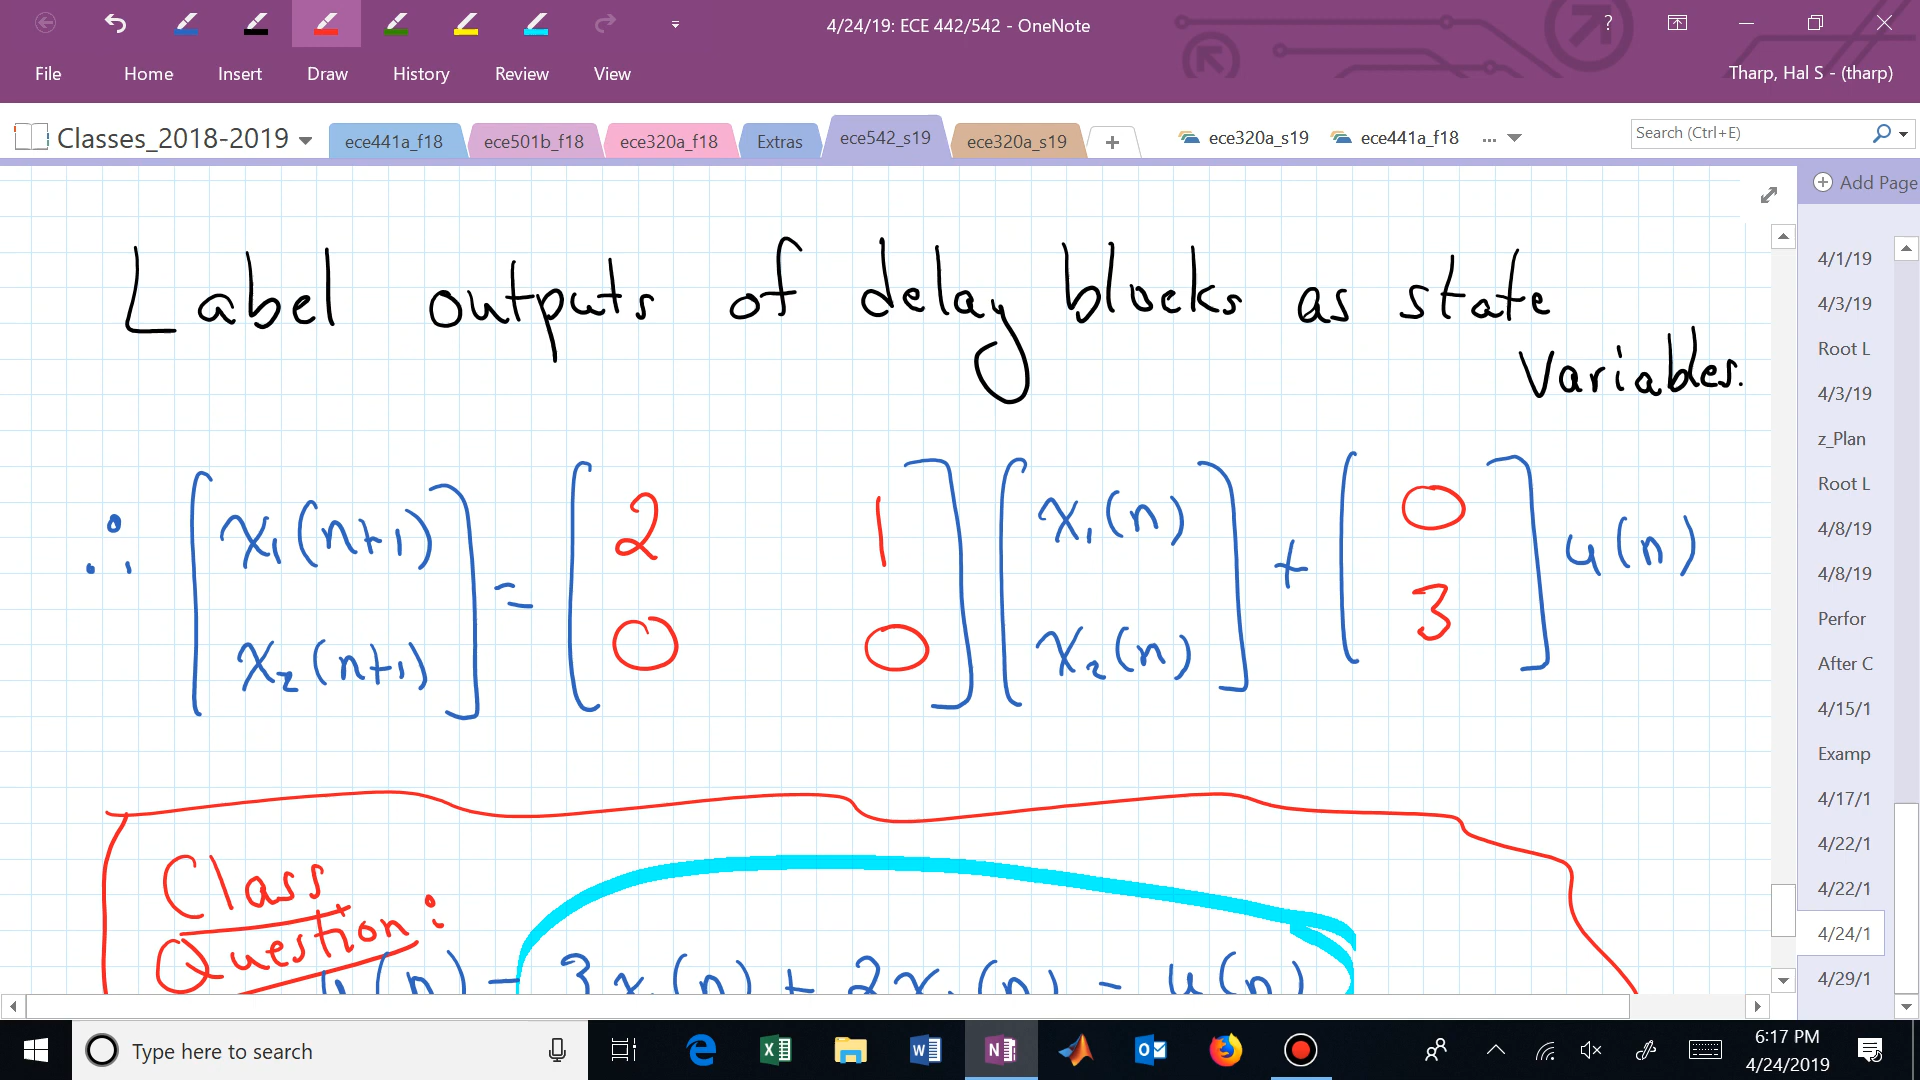 4/24/19: ECE 442/542 - OneNote
?
File Home Insert Draw History Review View
Tharp, Hal S - (tharp)
Classes_2018-2019
ece441a_f18 ece501b_f18 ece320a_f18 Extras ece542_s19 ece320a_s19 +
ece320a_s19 ece441a_f18 ...
Search (Ctrl+E)
Add Page
4/1/19
4/3/19
Root L
4/3/19
z_Plan
Root L
4/8/19
4/8/19
Perfor
After C
4/15/1
Examp
4/17/1
4/22/1
4/22/1
4/24/1
4/29/1
Label outputs of delay blocks as state
variables.
∴ [x₁(n+1) = [2 1 [x₁(n) + [0 u(n)
x₂(n+1)] 0 0] x₂(n)] 3]
Class
Question:
(n) = 3x (n) + 2x (n) - u(n)
Type here to search
6:17 PM
4/24/2019